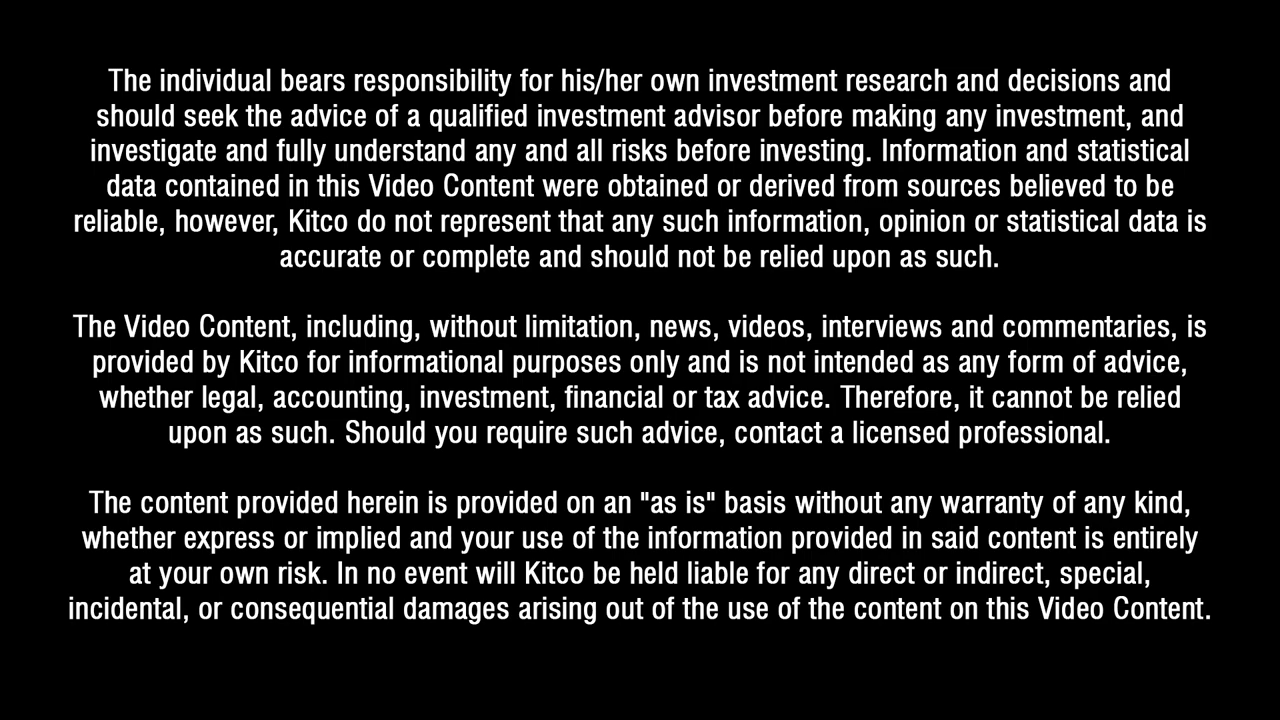 The individual bears responsibility for his/her own investment research and decisions and
should seek the advice of a qualified investment advisor before making any investment, and
investigate and fully understand any and all risks before investing. Information and statistical
data contained in this Video Content were obtained or derived from sources believed to be
reliable, however, Kitco do not represent that any such information, opinion or statistical data is
accurate or complete and should not be relied upon as such.
The Video Content, including, without limitation, news, videos, interviews and commentaries, is
provided by Kitco for informational purposes only and is not intended as any form of advice,
whether legal, accounting, investment, financial or tax advice. Therefore, it cannot be relied
upon as such. Should you require such advice, contact a licensed professional.
The content provided herein is provided on an "as is" basis without any warranty of any kind,
whether express or implied and your use of the information provided in said content is entirely
at your own risk. In no event will Kitco be held liable for any direct or indirect, special,
incidental, or consequential damages arising out of the use of the content on this Video Content.